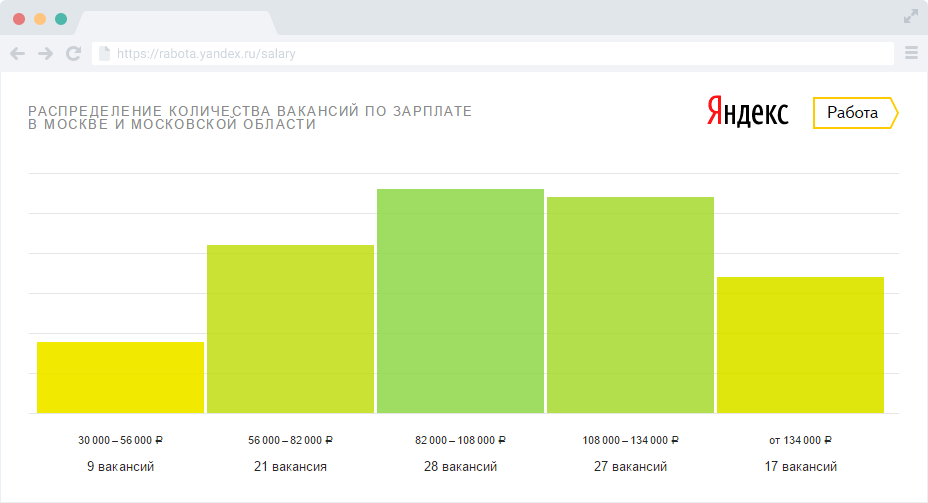 https://rabota.yandex.ru/salary
РАСПРЕДЕЛЕНИЕ КОЛИЧЕСТВА ВАКАНСИЙ ПО ЗАРПЛАТЕ
В МОСКВЕ И МОСКОВСКОЙ ОБЛАСТИ
Яндекс Работа
30 000 – 56 000 ₽
56 000 – 82 000 ₽
82 000 – 108 000 ₽
108 000 – 134 000 ₽
от 134 000 ₽
9 вакансий
21 вакансия
28 вакансий
27 вакансий
17 вакансий